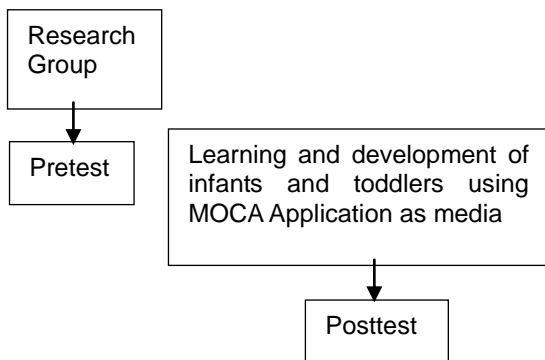 Research
Group
Pretest
Learning and development of
infants and toddlers using
MOCA Application as media
Posttest